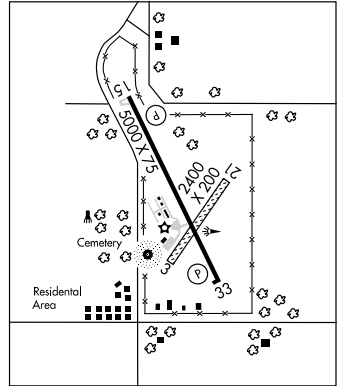 15
P
5000 X 75
2400
X 200
21
Cemetery
3
P
33
Residental
Area